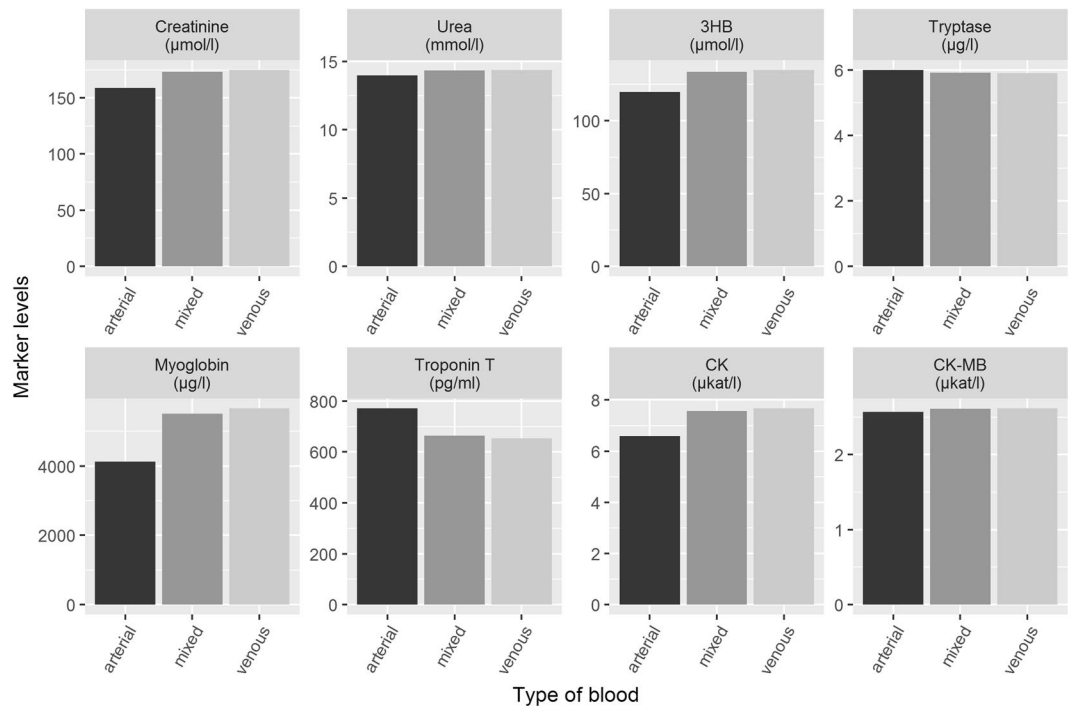 Creatinine
(µmol/l)
Urea
(mmol/l)
3HB
(µmol/l)
Tryptase
(µg/l)
150
100
50
0
15
10
5
0
100
50
0
6
4
2
0
arterial
mixed
venous
arterial
mixed
venous
arterial
mixed
venous
arterial
mixed
venous
Marker levels
Myoglobin
(µg/l)
Troponin T
(pg/ml)
CK
(µkat/l)
CK-MB
(µkat/l)
4000
2000
0
800
600
400
200
0
8
6
4
2
0
2
1
0
arterial
mixed
venous
arterial
mixed
venous
arterial
mixed
venous
arterial
mixed
venous
Type of blood